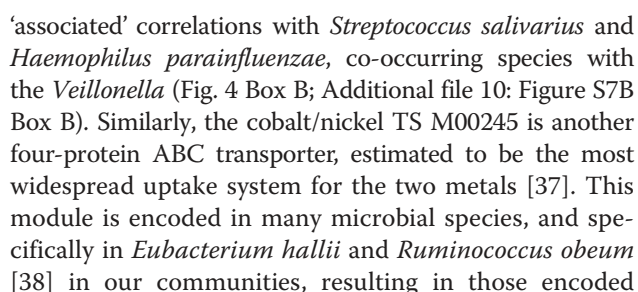 ‘associated’ correlations with Streptococcus salivarius and
Haemophilus parainfluenzae, co-occurring species with
the Veillonella (Fig. 4 Box B; Additional file 10: Figure S7B
Box B). Similarly, the cobalt/nickel TS M00245 is another
four-protein ABC transporter, estimated to be the most
widespread uptake system for the two metals [37]. This
module is encoded in many microbial species, and spe-
cifically in Eubacterium hallii and Ruminococcus obeum
[38] in our communities, resulting in those encoded